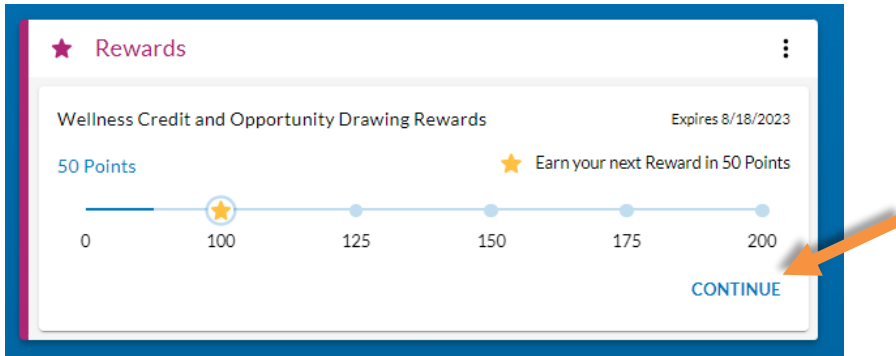 Rewards
Wellness Credit and Opportunity Drawing Rewards
Expires 8/18/2023
50 Points
Earn your next Reward in 50 Points
0 100 125 150 175 200
CONTINUE